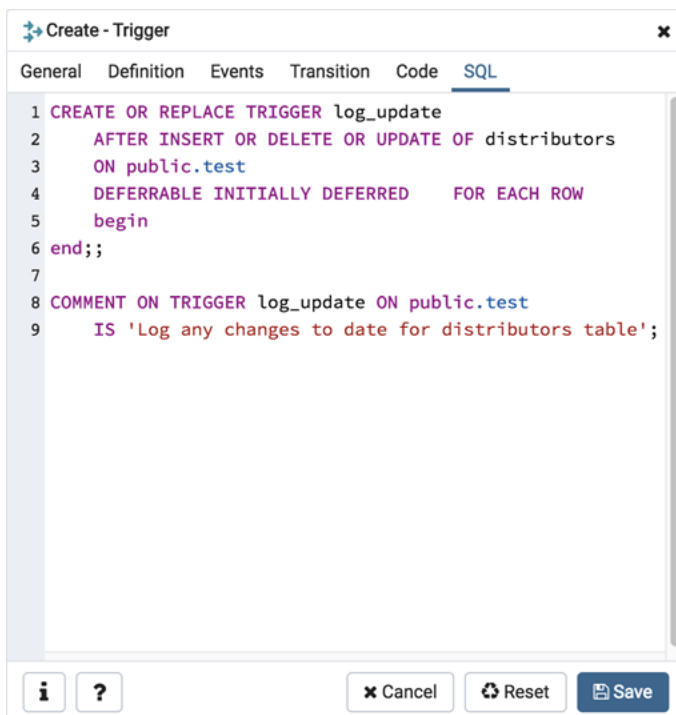 Create - Trigger
General Definition Events Transition Code SQL
1 CREATE OR REPLACE TRIGGER log_update
2 AFTER INSERT OR DELETE OR UPDATE OF distributors
3 ON public.test
4 DEFERRABLE INITIALLY DEFERRED    FOR EACH ROW
5 begin
6 end;;
7
8 COMMENT ON TRIGGER log_update ON public.test
9 IS 'Log any changes to date for distributors table';
i ? Cancel Reset Save